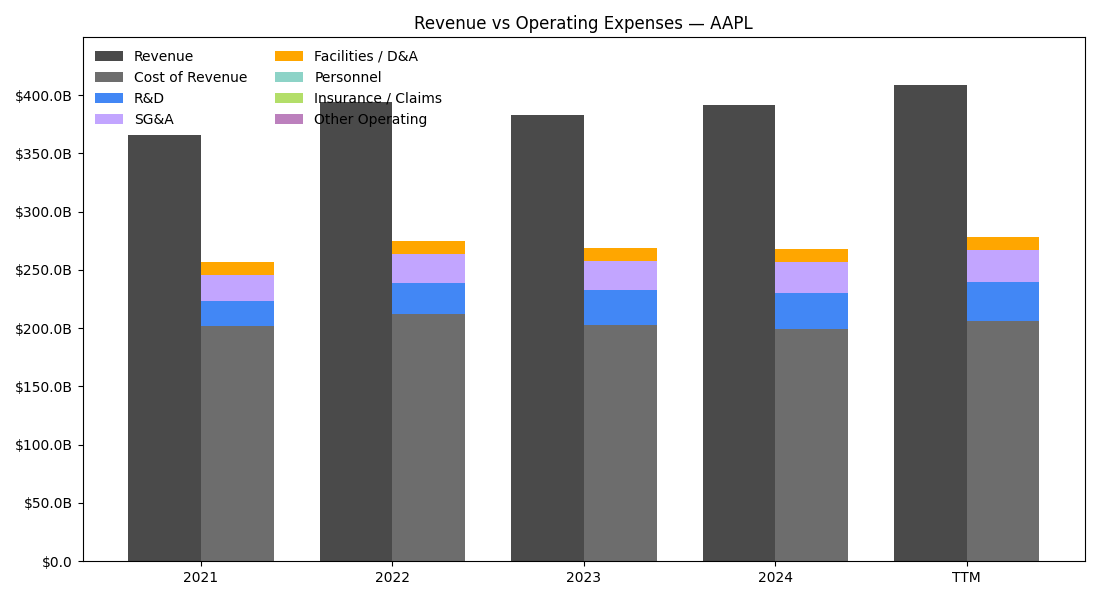 Revenue vs Operating Expenses — AAPL
Revenue
Cost of Revenue
R&D
SG&A
Facilities / D&A
Personnel
Insurance / Claims
Other Operating
$400.0B
$350.0B
$300.0B
$250.0B
$200.0B
$150.0B
$100.0B
$50.0B
$0.0
2021 2022 2023 2024 TTM